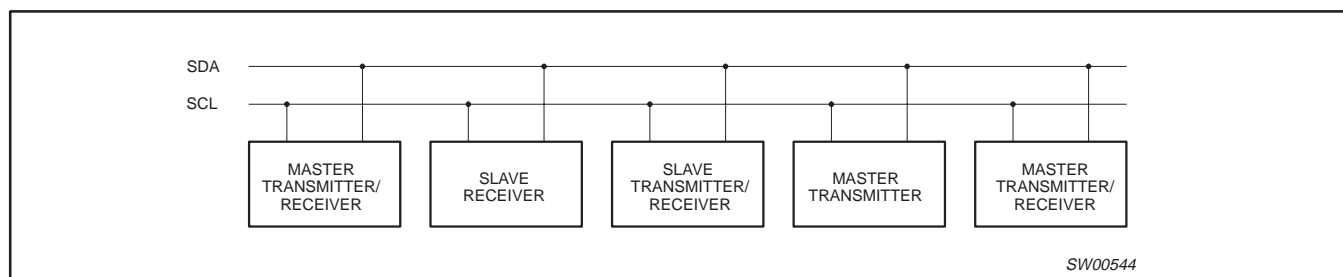 SDA
SCL
MASTER
TRANSMITTER/
RECEIVER
SLAVE
RECEIVER
SLAVE
TRANSMITTER/
RECEIVER
MASTER
TRANSMITTER
MASTER
TRANSMITTER/
RECEIVER
SW00544